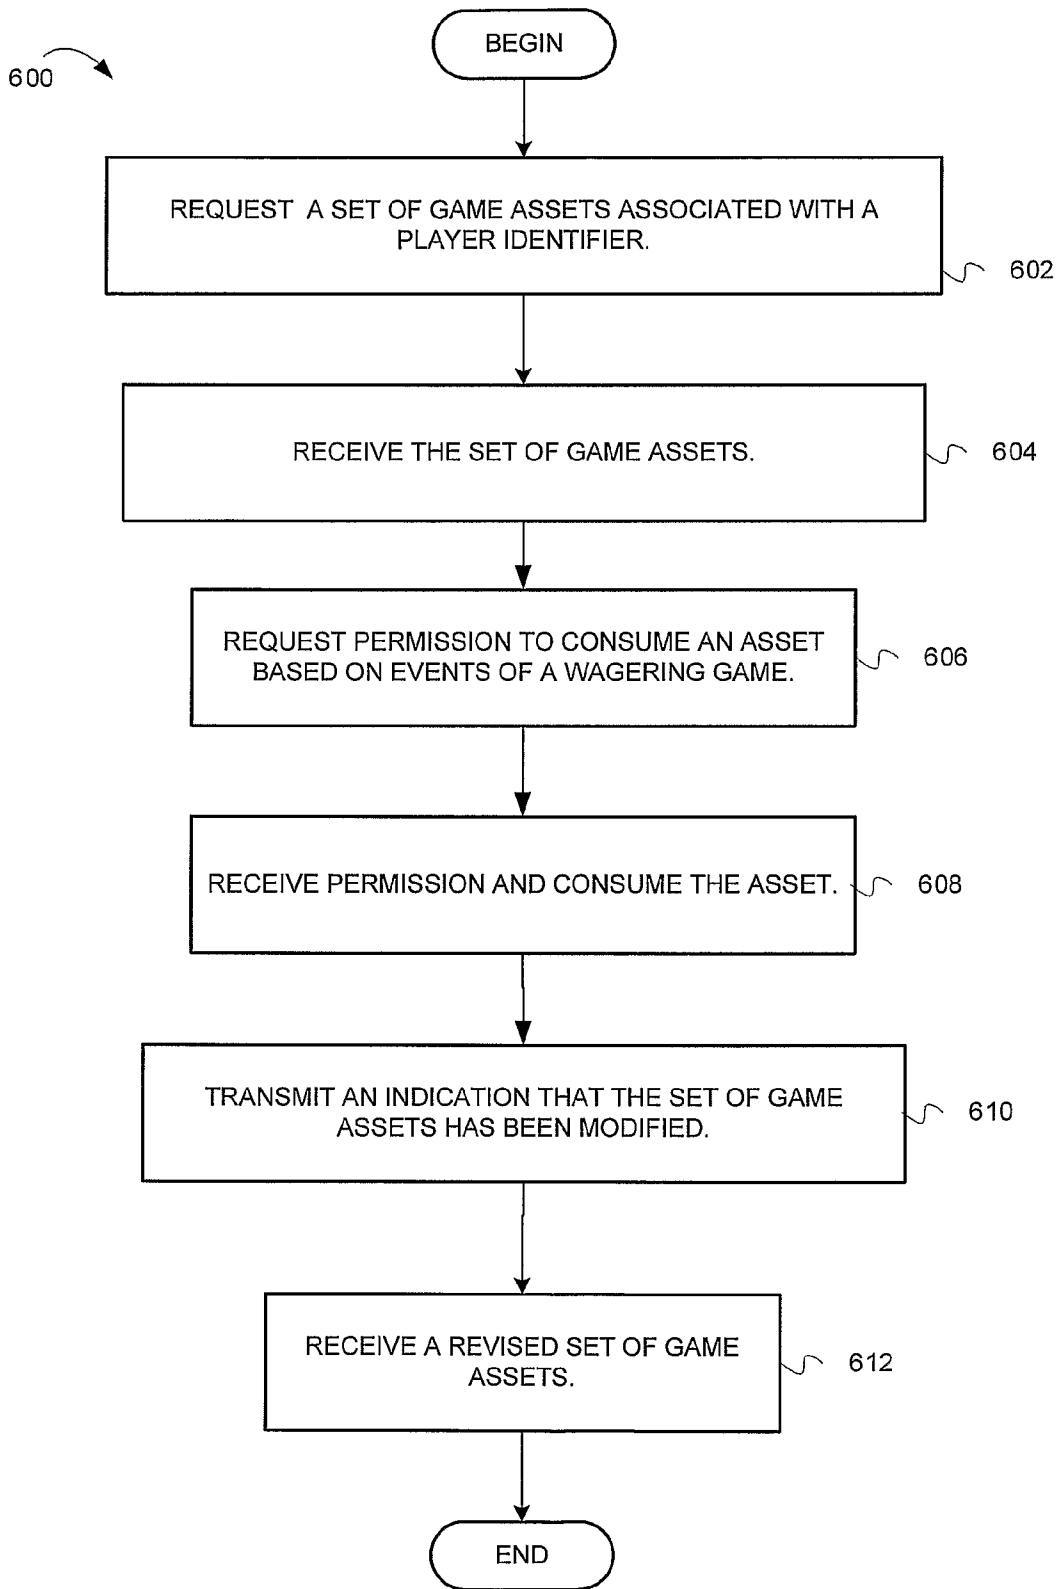 BEGIN
600
REQUEST A SET OF GAME ASSETS ASSOCIATED WITH A
PLAYER IDENTIFIER.
602
RECEIVE THE SET OF GAME ASSETS.
604
REQUEST PERMISSION TO CONSUME AN ASSET
BASED ON EVENTS OF A WAGERING GAME.
606
RECEIVE PERMISSION AND CONSUME THE ASSET.
608
TRANSMIT AN INDICATION THAT THE SET OF GAME
ASSETS HAS BEEN MODIFIED.
610
RECEIVE A REVISED SET OF GAME
ASSETS.
612
END